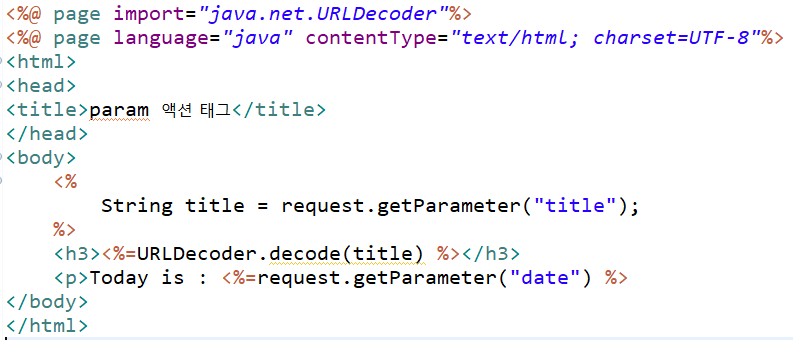 <%@ page import="java.net.URLDecoder"%>
<%@ page language="java" contentType="text/html; charset=UTF-8"%>
<html>
<head>
<title>param 액션 태그</title>
</head>
<body>
    <%
        String title = request.getParameter("title");
    %>
    <h3><%=URLDecoder.decode(title) %></h3>
    <p>Today is : <%=request.getParameter("date") %>
</body>
</html>